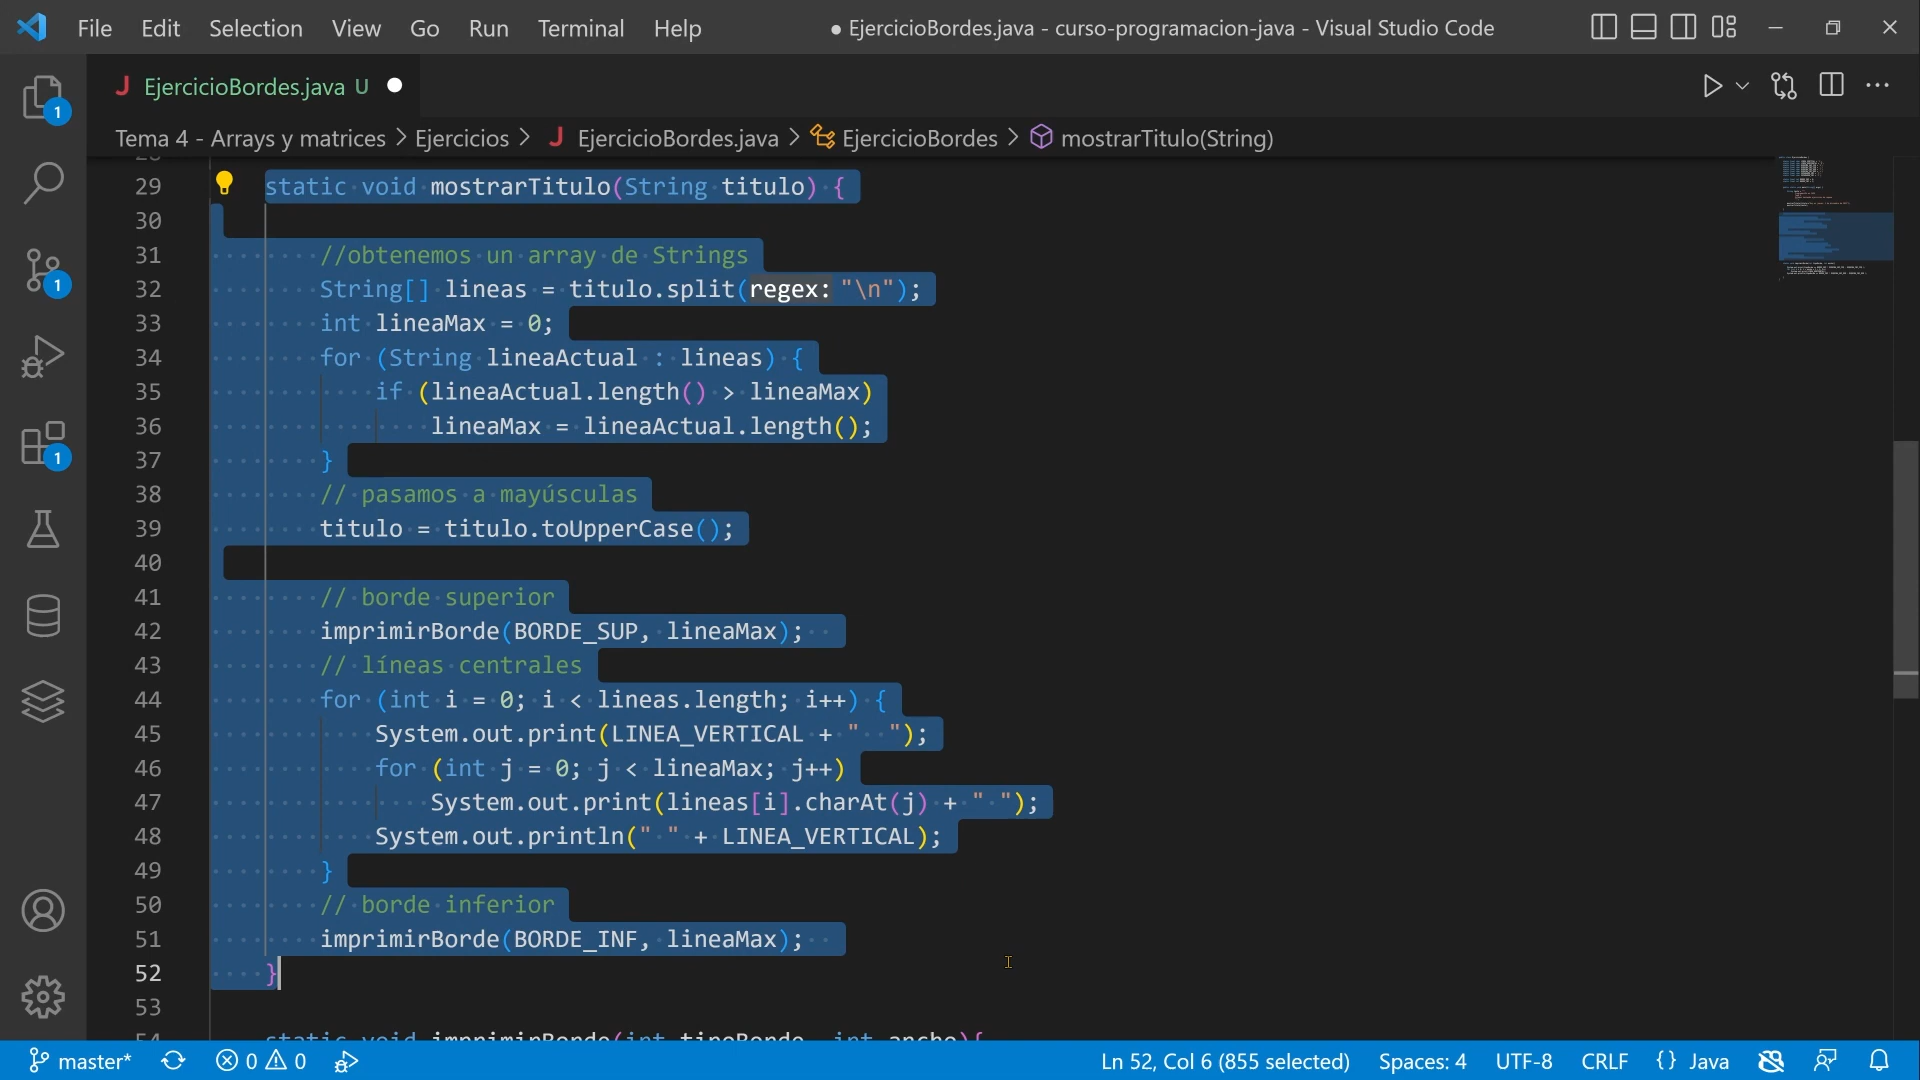 File Edit Selection View Go Run Terminal Help ● EjercicioBordes.java - curso-programacion-java - Visual Studio Code
J EjercicioBordes.java U ●
Tema 4 - Arrays y matrices > Ejercicios > J EjercicioBordes.java > EjercicioBordes > mostrarTitulo(String)
29 static void mostrarTitulo(String titulo) {
30
31 //obtenemos un array de Strings
32 String[] lineas = titulo.split(regex: "\n");
33 int lineaMax = 0;
34 for (String lineaActual : lineas) {
35 if (lineaActual.length() > lineaMax)
36 lineaMax = lineaActual.length();
37 }
38 // pasamos a mayúsculas
39 titulo = titulo.toUpperCase();
40
41 // borde superior
42 imprimirBorde(BORDE_SUP, lineaMax);
43 // líneas centrales
44 for (int i = 0; i < lineas.length; i++) {
45 System.out.print(LINEA_VERTICAL + "  ");
46 for (int j = 0; j < lineaMax; j++)
47 System.out.print(lineas[i].charAt(j) + " ");
48 System.out.println(" " + LINEA_VERTICAL);
49 }
50 // borde inferior
51 imprimirBorde(BORDE_INF, lineaMax);
52 }
53
54 static void imprimirBorde(int tipoBorde, int ancho){
1
1
1
master* 0 0 Ln 52, Col 6 (855 selected) Spaces: 4 UTF-8 CRLF {} Java